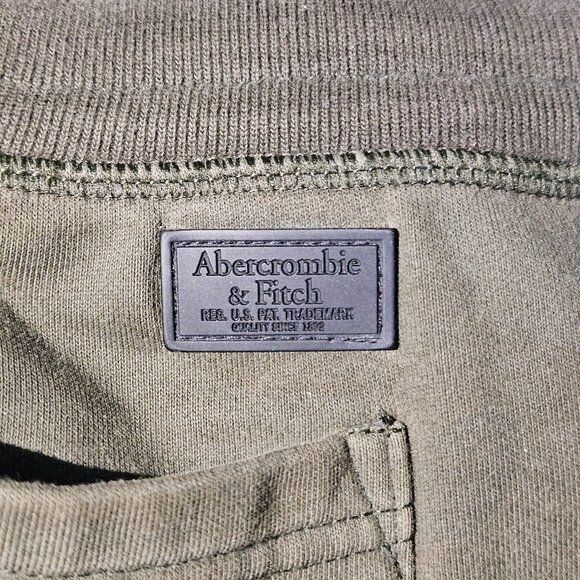 Abercrombie
& Fitch
REG. U.S. PAT. TRADEMARK
QUALITY SINCE 1892